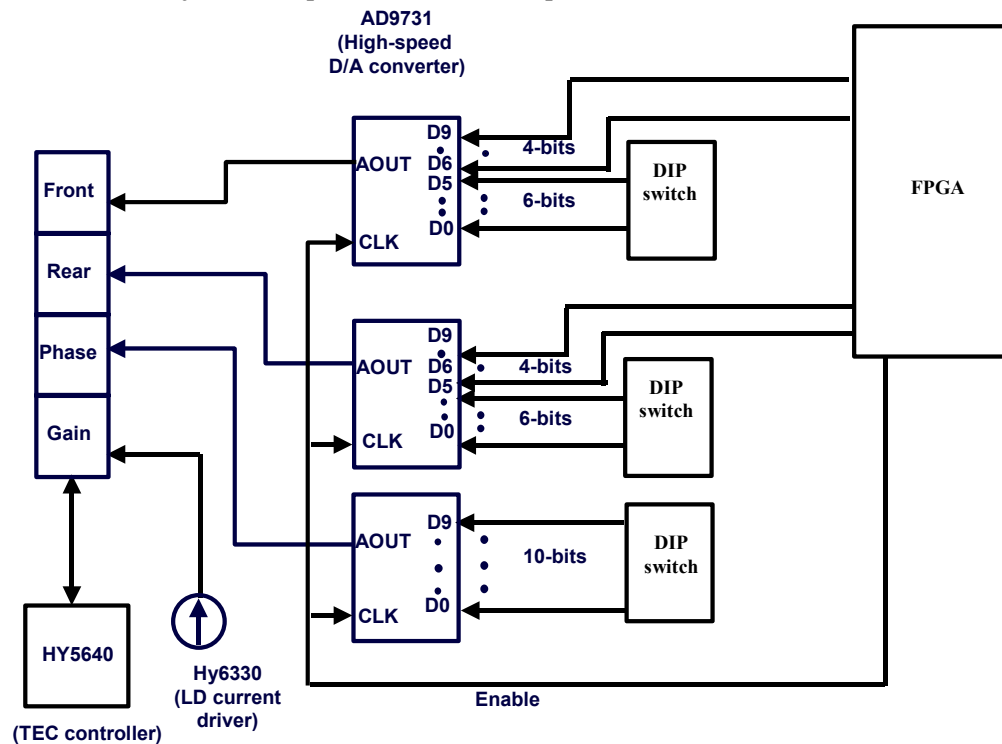 AD9731
(High-speed
D/A converter)
FPGA
Front
Rear
Phase
Gain
AOUT
D9
D6
D5
D0
CLK
4-bits
6-bits
DIP
switch
AOUT
D9
D6
D5
D0
CLK
4-bits
6-bits
DIP
switch
AOUT
D9
D0
CLK
10-bits
DIP
switch
HY5640
(TEC controller)
Hy6330
(LD current
driver)
Enable